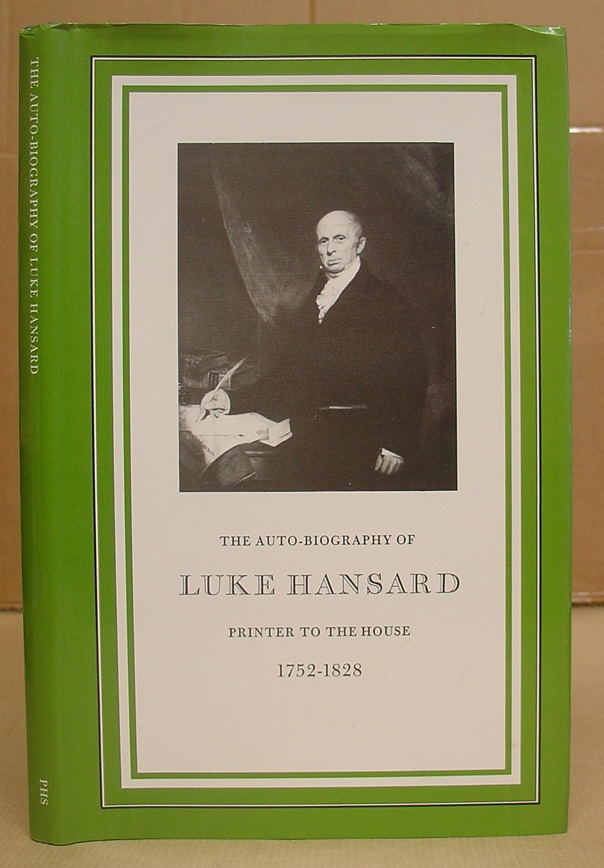 THE AUTO-BIOGRAPHY OF LUKE HANSARD
PHS
THE AUTO-BIOGRAPHY OF
LUKE HANSARD
PRINTER TO THE HOUSE
1752-1828